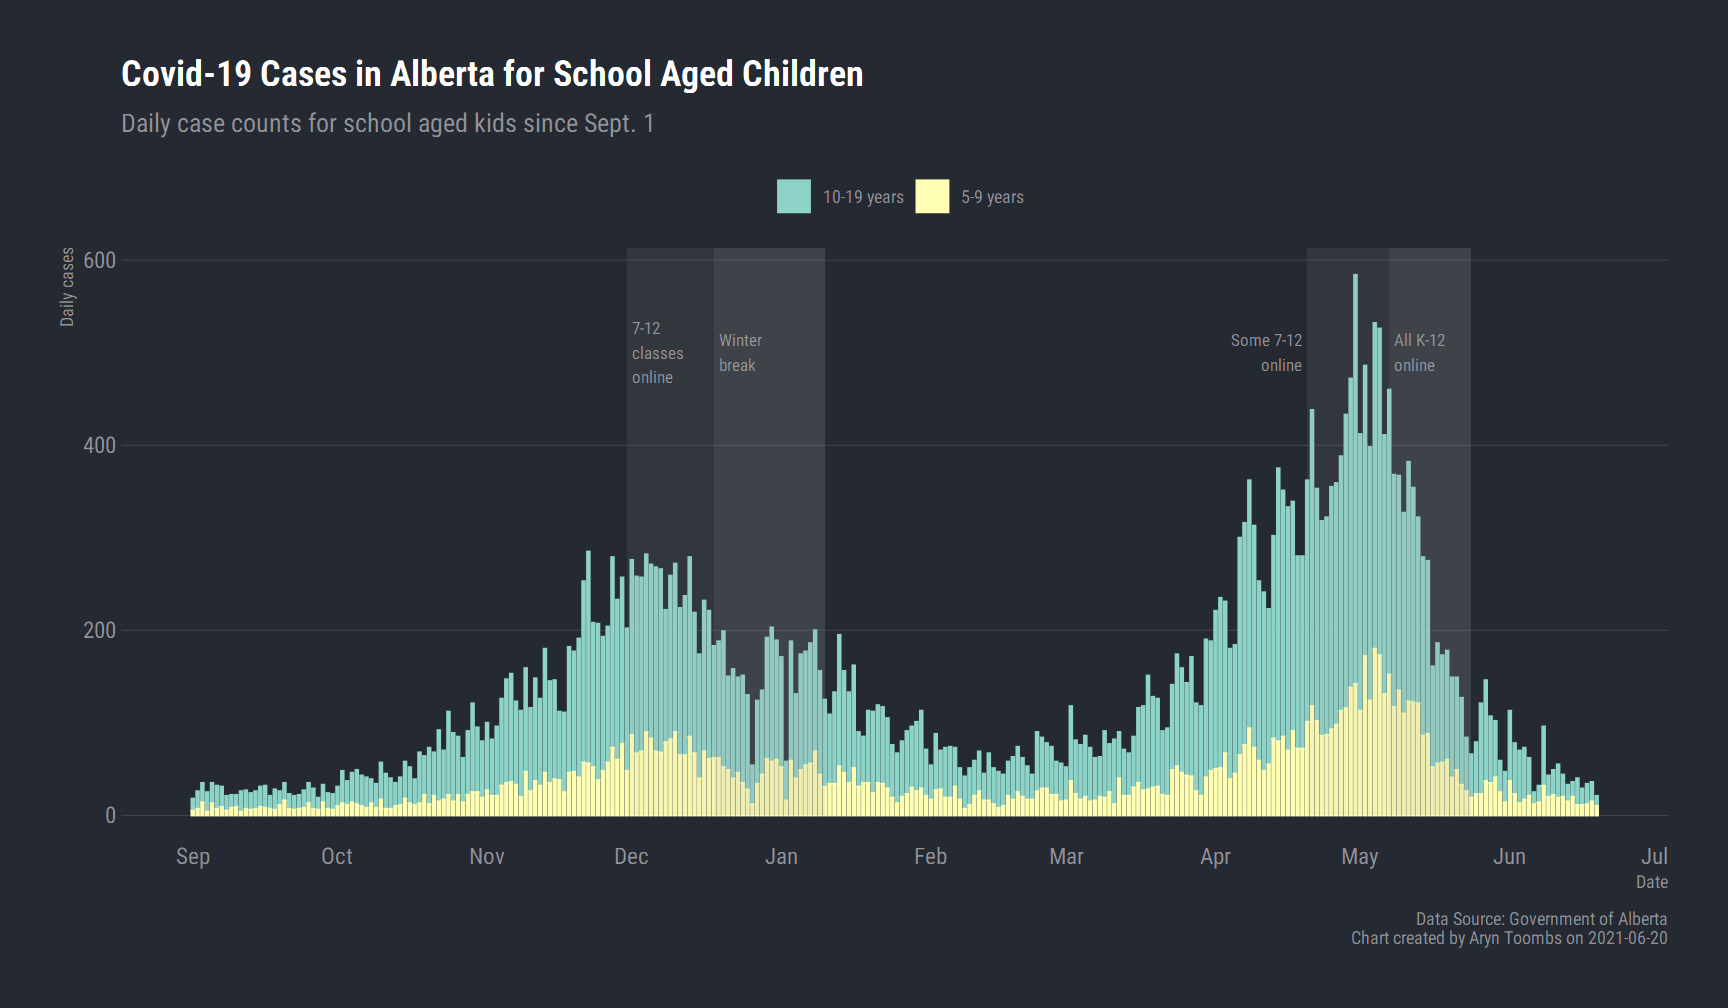 Covid-19 Cases in Alberta for School Aged Children
Daily case counts for school aged kids since Sept. 1
10-19 years
5-9 years
Daily cases
600
400
200
0
7-12
classes
online
Winter
break
Some 7-12
online
All K-12
online
Sep
Oct
Nov
Dec
Jan
Feb
Mar
Apr
May
Jun
Jul
Date
Data Source: Government of Alberta
Chart created by Aryn Toombs on 2021-06-20